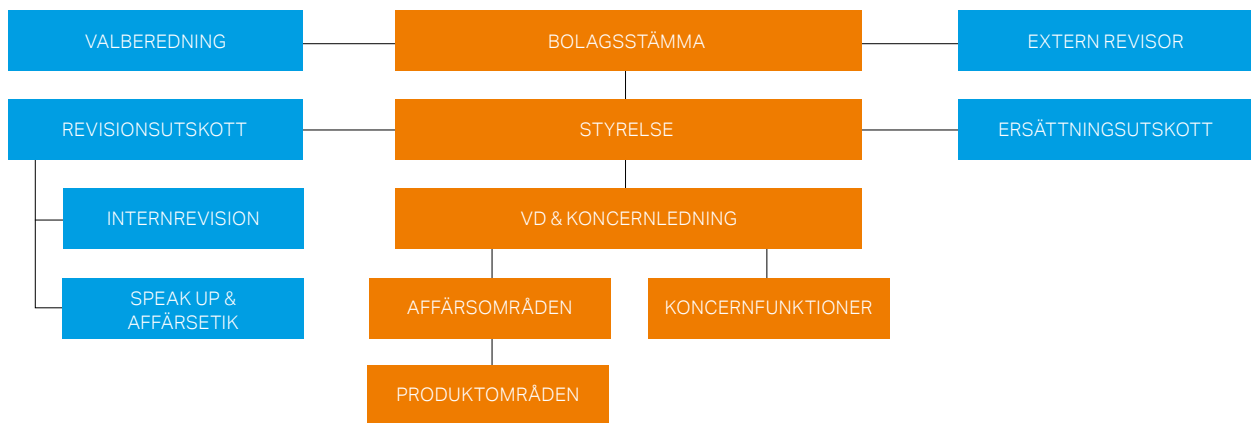 VALBEREDNING
BOLAGSSTÄMMA
EXTERN REVISOR
REVISIONSUTSKOTT
STYRELSE
ERSÄTTNINGSUTSKOTT
INTERNREVISION
VD & KONCERNLEDNING
SPEAK UP &
AFFÄRSETIK
AFFÄRSOMRÅDEN
KONCERNFUNKTIONER
PRODUKTOMRÅDEN